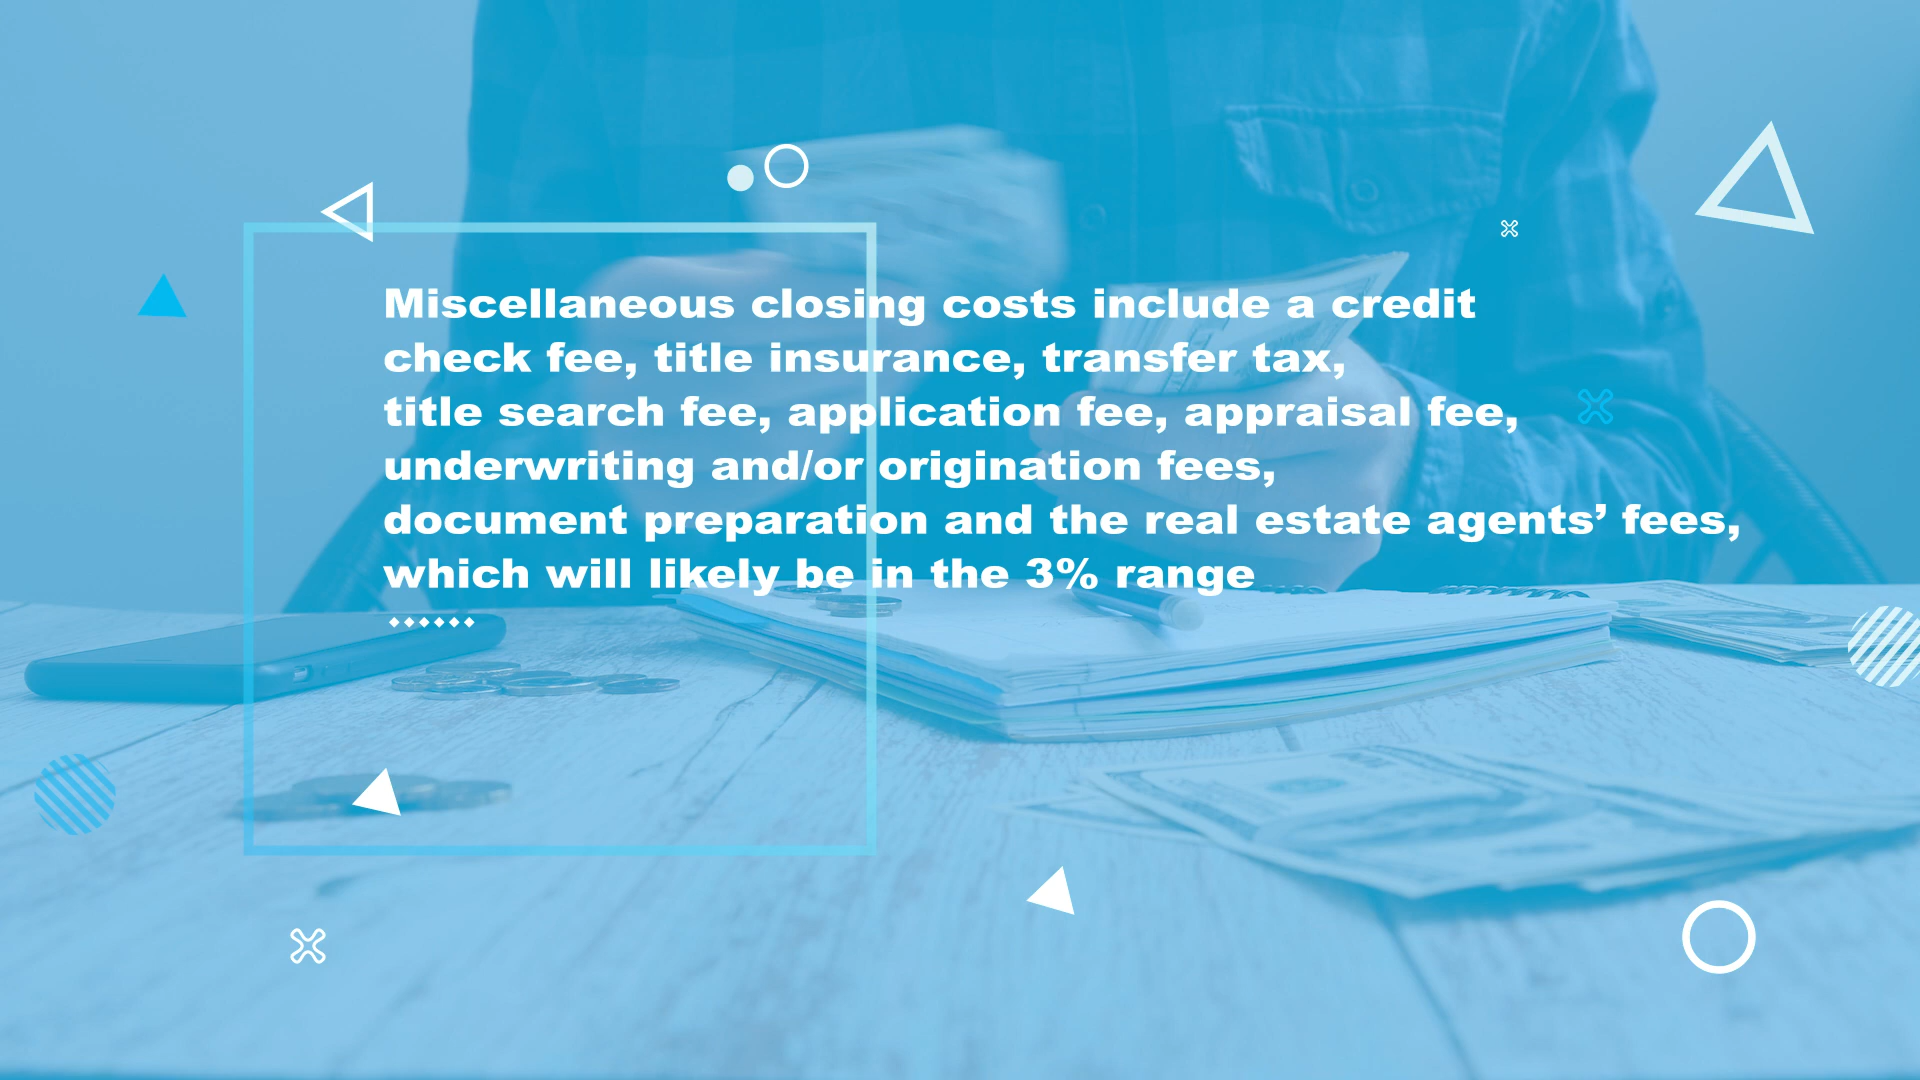 Miscellaneous closing costs include a credit
check fee, title insurance, transfer tax,
title search fee, application fee, appraisal fee,
underwriting and/or origination fees,
document preparation and the real estate agents’ fees,
which will likely be in the 3% range